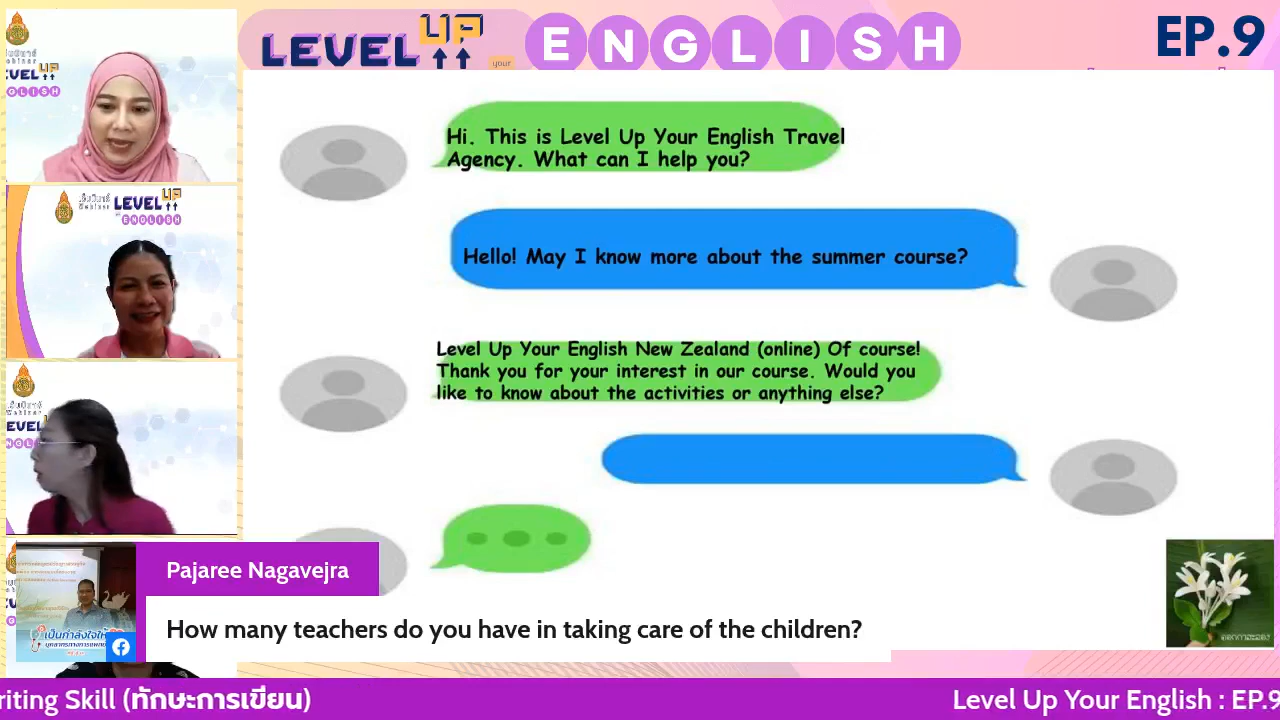 LEVEL UP your ENGLISH
EP.9
Hi. This is Level Up Your English Travel
Agency. What can I help you?
Hello! May I know more about the summer course?
Level Up Your English New Zealand (online) Of course!
Thank you for your interest in our course. Would you
like to know about the activities or anything else?
LEVEL UP
ENGLISH
Pajaree Nagavejra
How many teachers do you have in taking care of the children?
riting Skill (ทักษะการเขียน)
Level Up Your English : EP.9